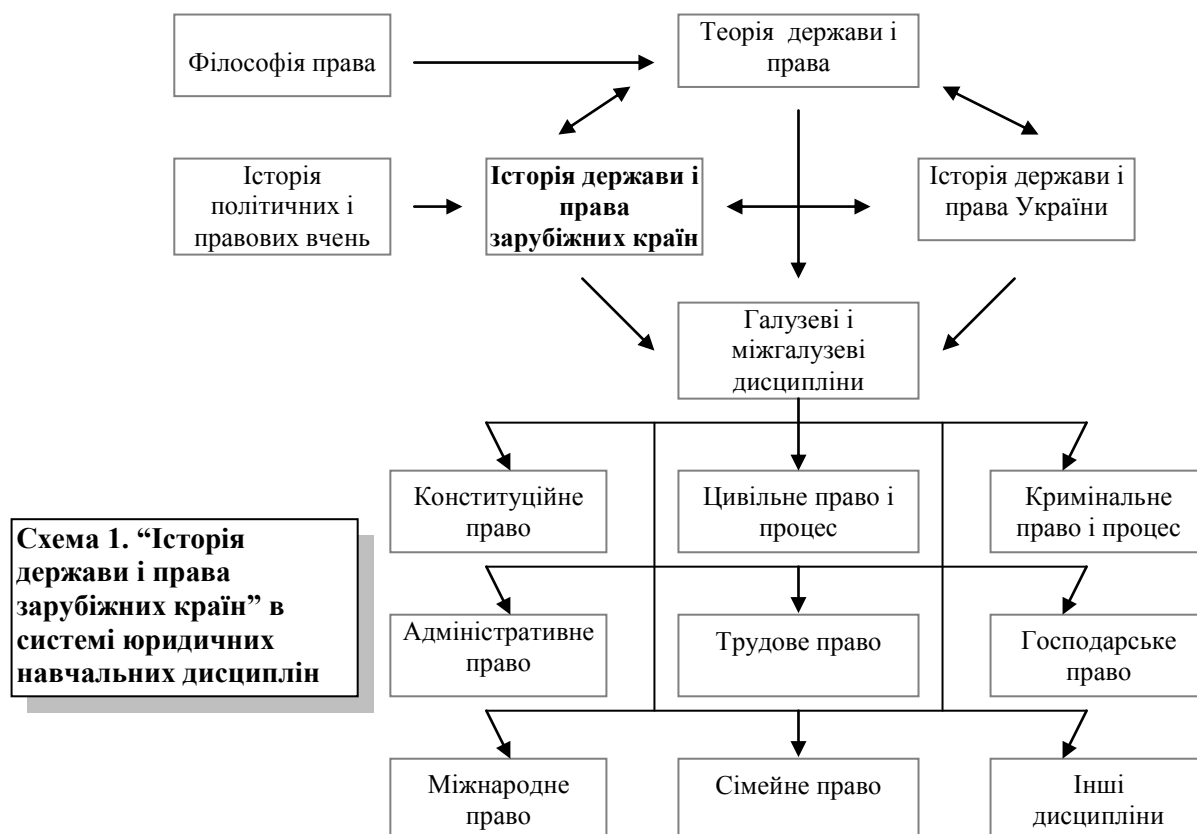 Філософія права
Теорія держави і
права
Історія
політичних і
правових вчень
Історія держави і
права
зарубіжних країн
Історія держави і
права України
Галузеві і
міжгалузеві
дисципліни
Конституційне
право
Цивільне право і
процес
Кримінальне
право і процес
Схема 1. “Історія
держави і права
зарубіжних країн” в
системі юридичних
навчальних дисциплін
Адміністративне
право
Трудове право
Господарське
право
Міжнародне
право
Сімейне право
Інші
дисципліни